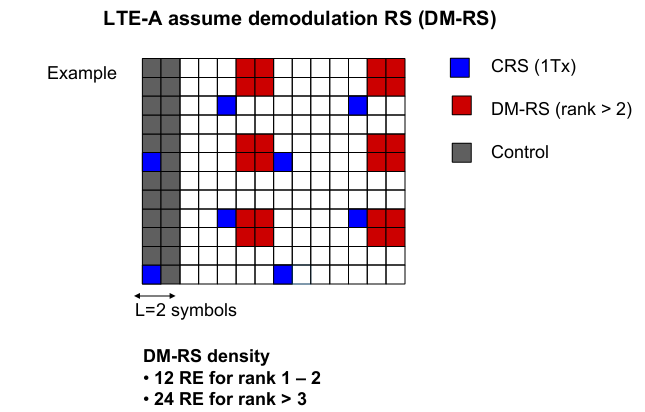 LTE-A assume demodulation RS (DM-RS)
Example
CRS (1Tx)
DM-RS (rank > 2)
Control
L=2 symbols
DM-RS density
• 12 RE for rank 1 – 2
• 24 RE for rank > 3